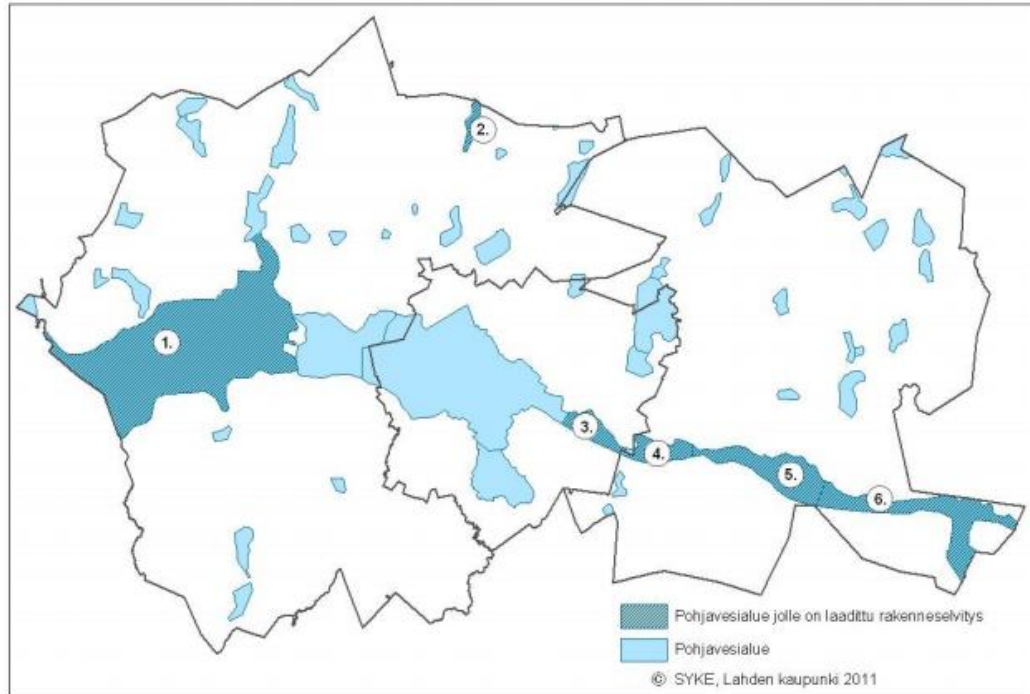 2.
1.
3.
4.
5.
6.
Pohjavesialue jolle on laadittu rakenneselvitys
Pohjavesialue
© SYKE, Lahden kaupunki 2011